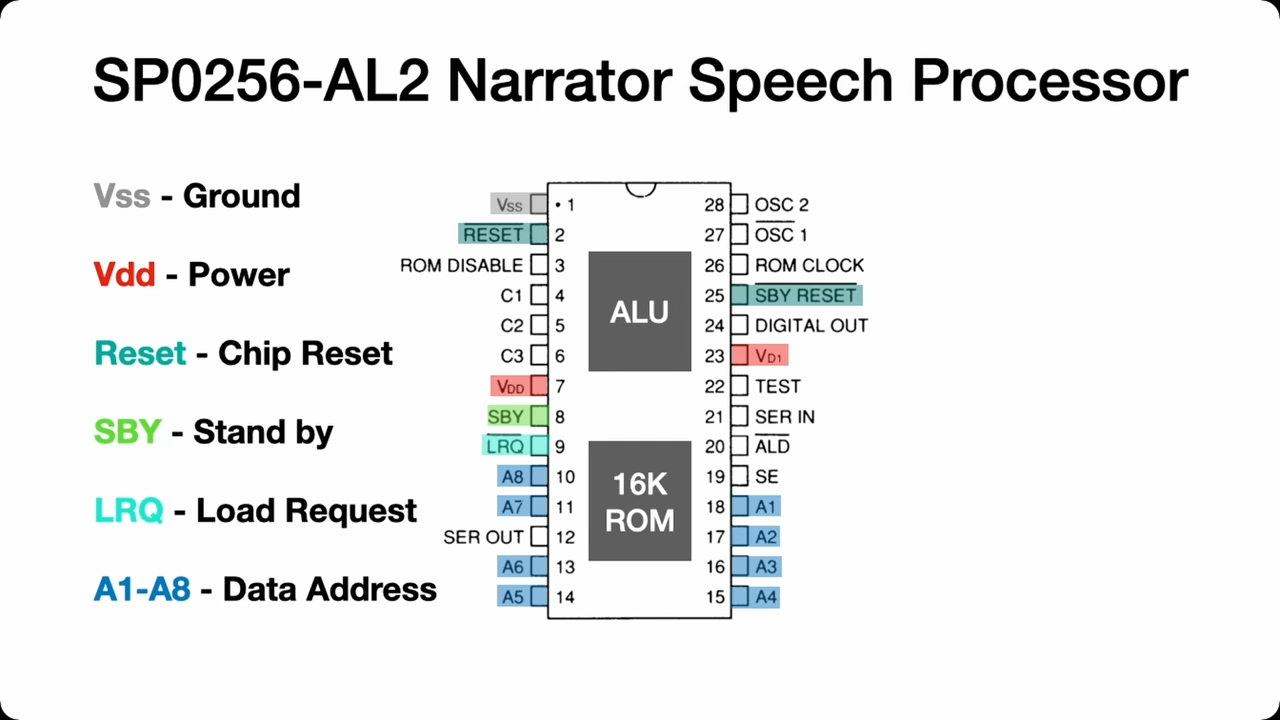 SP0256-AL2 Narrator Speech Processor
Vss - Ground
Vdd - Power
Reset - Chip Reset
SBY - Stand by
LRQ - Load Request
A1-A8 - Data Address
Vss • 1
RESET 2
ROM DISABLE 3
C1 4
C2 5
C3 6
VDD 7
SBY 8
LRQ 9
A8 10
A7 11
SER OUT 12
A6 13
A5 14
ALU
16K
ROM
28 OSC 2
27 OSC 1
26 ROM CLOCK
25 SBY RESET
24 DIGITAL OUT
23 VD1
22 TEST
21 SER IN
20 ALD
19 SE
18 A1
17 A2
16 A3
15 A4